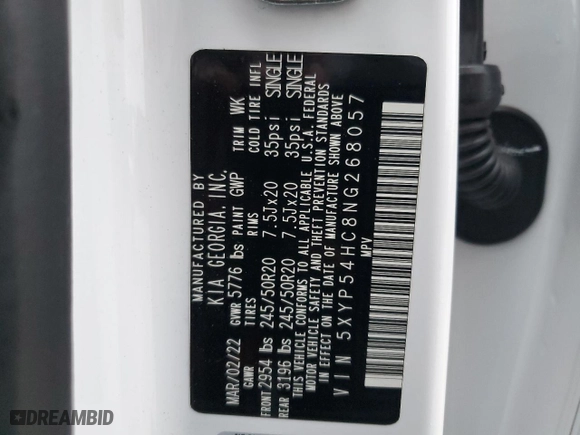 MANUFACTURED BY
KIA GEORGIA, INC.
MAR/02/22 GVWR 5776 lbs PAINT GWP TRIM WK
GAWR TIRES RIMS COLD TIRE INFL
FRONT 2954 lbs 245/50R20 7.5Jx20 35psi SINGLE
REAR 3196 lbs 245/50R20 7.5Jx20 35psi SINGLE
THIS VEHICLE CONFORMS TO ALL APPLICABLE U.S.A. FEDERAL
MOTOR VEHICLE SAFETY AND THEFT PREVENTION STANDARDS
IN EFFECT ON THE DATE OF MANUFACTURE SHOWN ABOVE
VIN 5XYP54HC8NG268057
MPV
DREAMBID